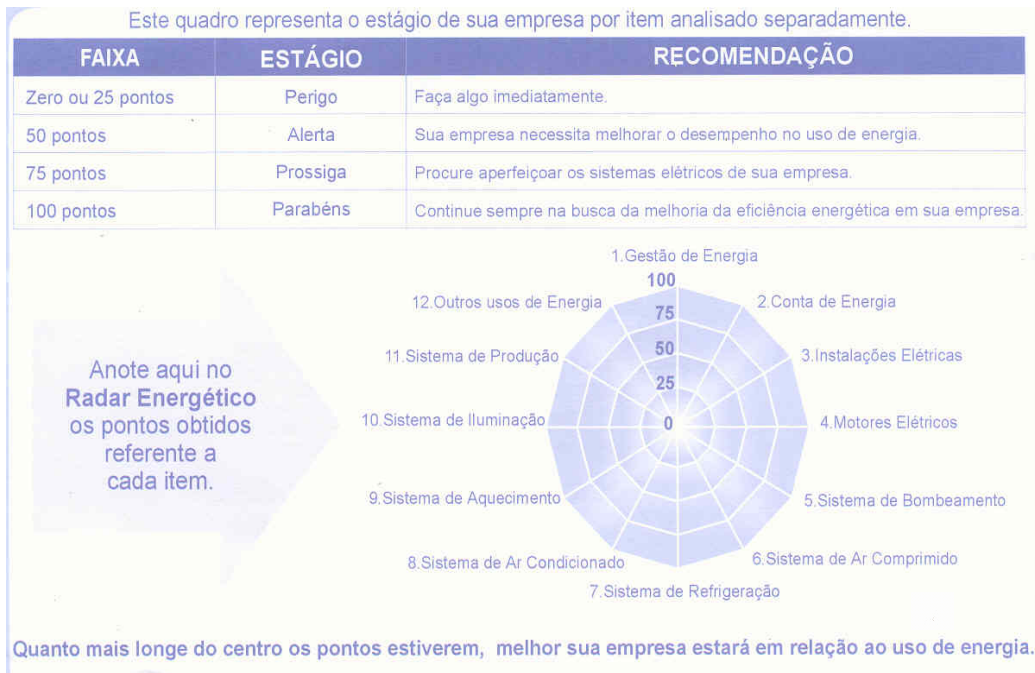 Este quadro representa o estágio de sua empresa por item analisado separadamente.
FAIXA ESTÁGIO RECOMENDAÇÃO
Zero ou 25 pontos Perigo Faça algo imediatamente.
50 pontos Alerta Sua empresa necessita melhorar o desempenho no uso de energia.
75 pontos Prossiga Procure aperfeiçoar os sistemas elétricos de sua empresa.
100 pontos Parabéns Continue sempre na busca da melhoria da eficiência energética em sua empresa.
Anote aqui no
Radar Energético
os pontos obtidos
referente a
cada item.
1.Gestão de Energia
2.Conta de Energia
3.Instalações Elétricas
4.Motores Elétricos
5.Sistema de Bombeamento
6.Sistema de Ar Comprimido
7.Sistema de Refrigeração
8.Sistema de Ar Condicionado
9.Sistema de Aquecimento
10.Sistema de Iluminação
11.Sistema de Produção
12.Outros usos de Energia
100
75
50
25
0
Quanto mais longe do centro os pontos estiverem, melhor sua empresa estará em relação ao uso de energia.